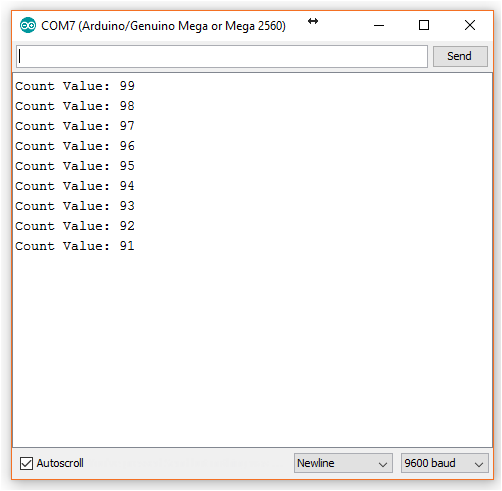 COM7 (Arduino/Genuino Mega or Mega 2560)
Send
Count Value: 99
Count Value: 98
Count Value: 97
Count Value: 96
Count Value: 95
Count Value: 94
Count Value: 93
Count Value: 92
Count Value: 91
Autoscroll
Newline
9600 baud